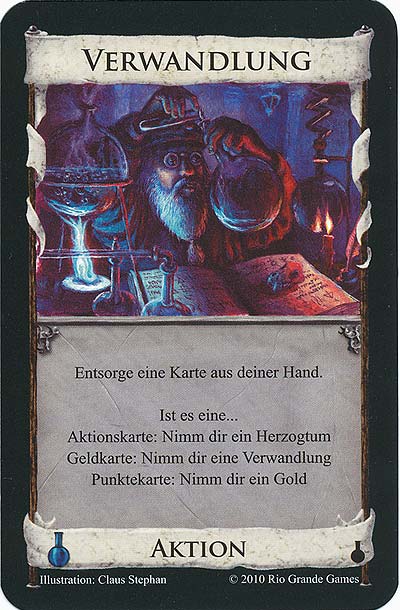 VERWANDLUNG
Entsorge eine Karte aus deiner Hand.
Ist es eine...
Aktionskarte: Nimm dir ein Herzogtum
Geldkarte: Nimm dir eine Verwandlung
Punktekarte: Nimm dir ein Gold
AKTION
Illustration: Claus Stephan
© 2010 Rio Grande Games